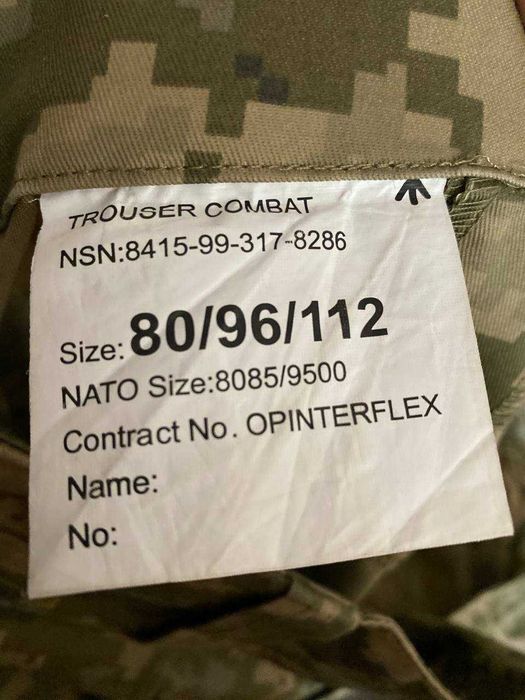 TROUSER COMBAT
NSN:8415-99-317-8286
Size: 80/96/112
NATO Size:8085/9500
Contract No. OPINTERFLEX
Name:
No: